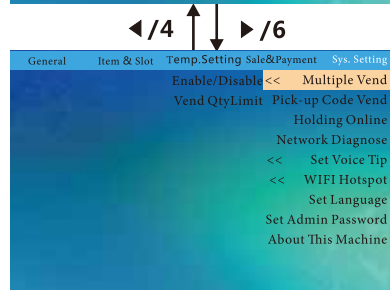 ◀/4 ▶/6
General Item & Slot Temp.Setting Sale&Payment Sys. Setting
Enable/Disable << Multiple Vend
Vend QtyLimit Pick-up Code Vend
Holding Online
Network Diagnose
<< Set Voice Tip
<< WIFI Hotspot
Set Language
Set Admin Password
About This Machine